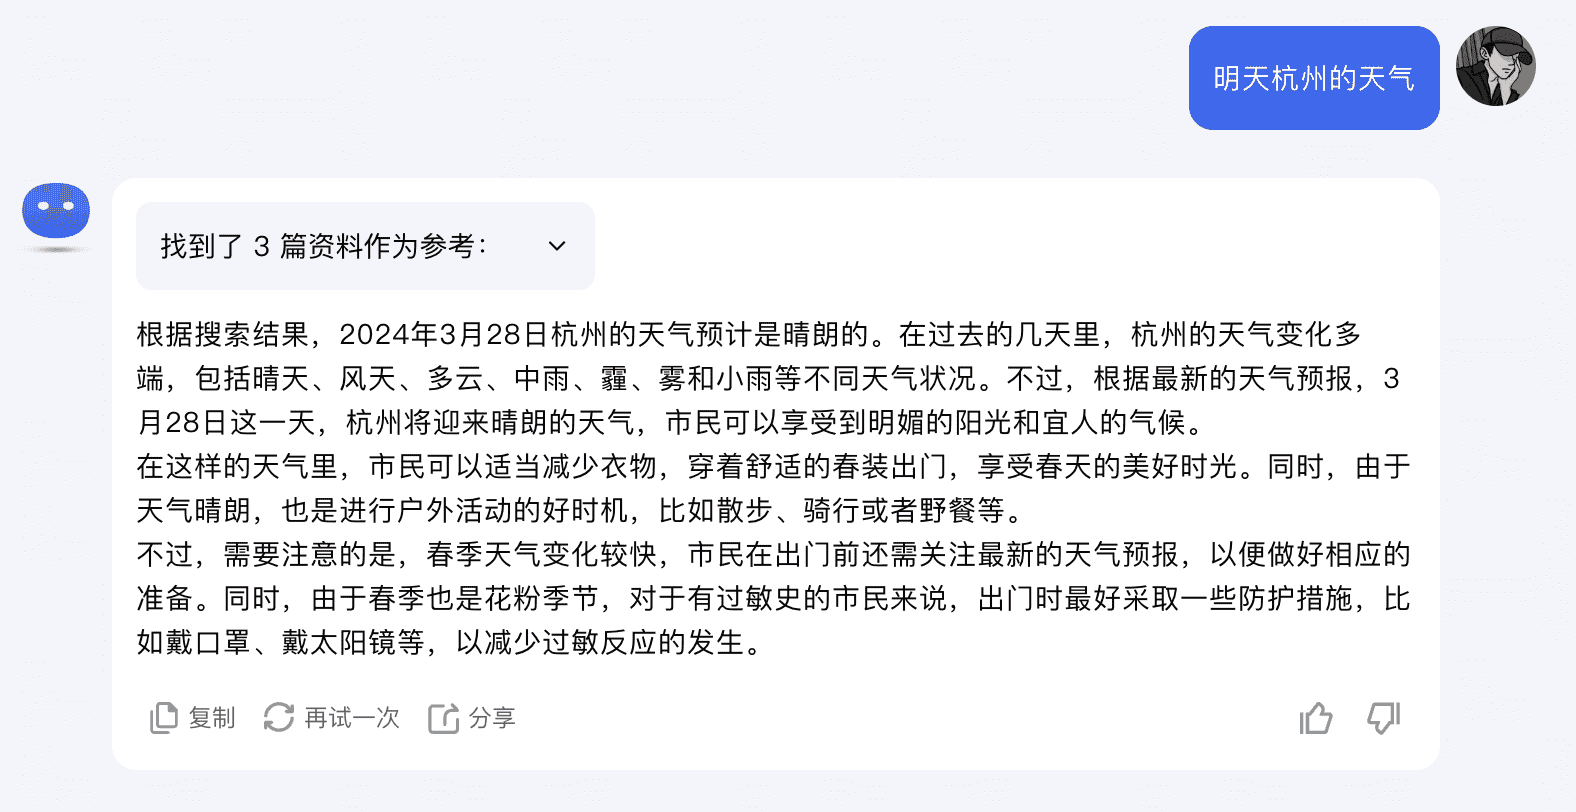 明天杭州的天气
找到了 3 篇资料作为参考：
根据搜索结果，2024年3月28日杭州的天气预计是晴朗的。在过去的几天里，杭州的天气变化多
端，包括晴天、风天、多云、中雨、霾、雾和小雨等不同天气状况。不过，根据最新的天气预报，3
月28日这一天，杭州将迎来晴朗的天气，市民可以享受到明媚的阳光和宜人的气候。
在这样的天气里，市民可以适当减少衣物，穿着舒适的春装出门，享受春天的美好时光。同时，由于
天气晴朗，也是进行户外活动的好时机，比如散步、骑行或者野餐等。
不过，需要注意的是，春季天气变化较快，市民在出门前还需关注最新的天气预报，以便做好相应的
准备。同时，由于春季也是花粉季节，对于有过敏史的市民来说，出门时最好采取一些防护措施，比
如戴口罩、戴太阳镜等，以减少过敏反应的发生。
复制 再试一次 分享